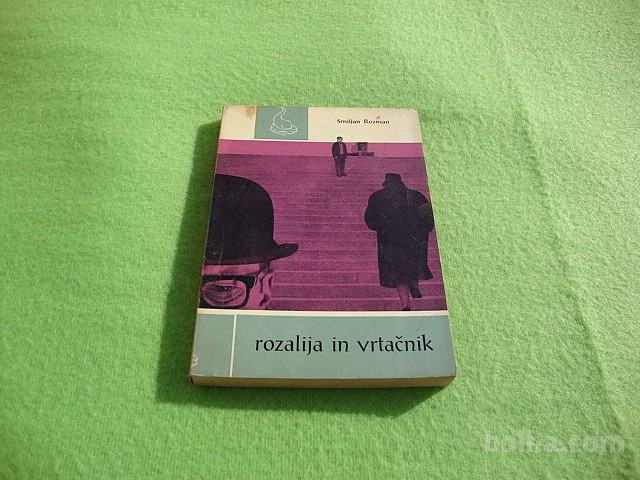 Smiljan Rozman
rozalija in vrtačnik
bolha.com